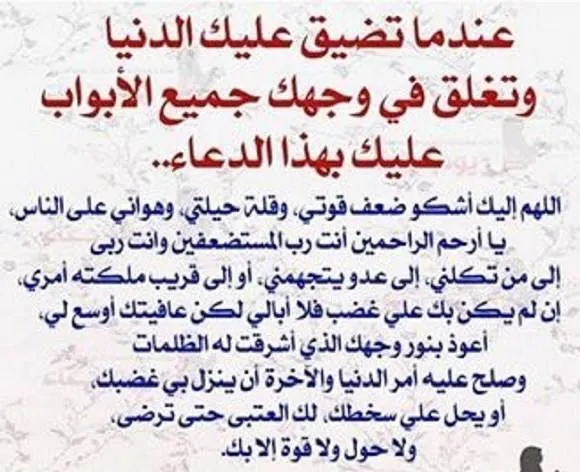 عندما تضيق عليك الدنيا
وتغلق في وجهك جميع الأبواب
عليك بهذا الدعاء..
اللهم إليك أشكو ضعف قوتي، وقلة حيلتي، وهواني على الناس،
يا أرحم الراحمين أنت رب المستضعفين وانت ربى
إلى من تكلني، إلى عدو يتجهمني، أو إلى قريب ملكته أمري،
إن لم يكن بك علي غضب فلا أبالي لكن عافيتك أوسع لي،
أعوذ بنور وجهك الذي أشرقت له الظلمات
وصلح عليه أمر الدنيا والآخرة أن ينزل بي غضبك،
أو يحل علي سخطك، لك العتبى حتى ترضى،
ولا حول ولا قوة إلا بك.